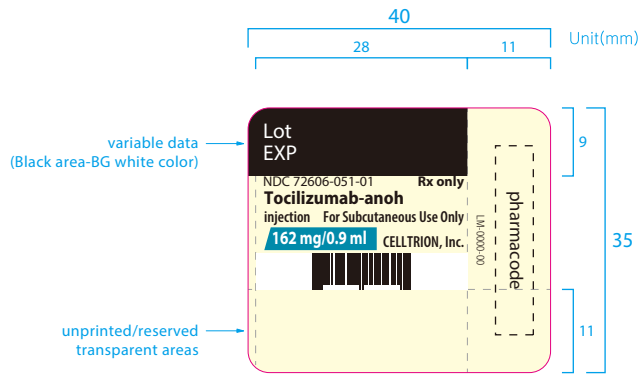 40
28
11
Unit(mm)
variable data
(Black area-BG white color)
Lot
EXP
9
NDC 72606-051-01
Rx only
Tocilizumab-anoh
injection For Subcutaneous Use Only
162 mg/0.9 ml
CELLTRION, Inc.
LM-0000-00
pharmacode
35
unprinted/reserved
transparent areas
11